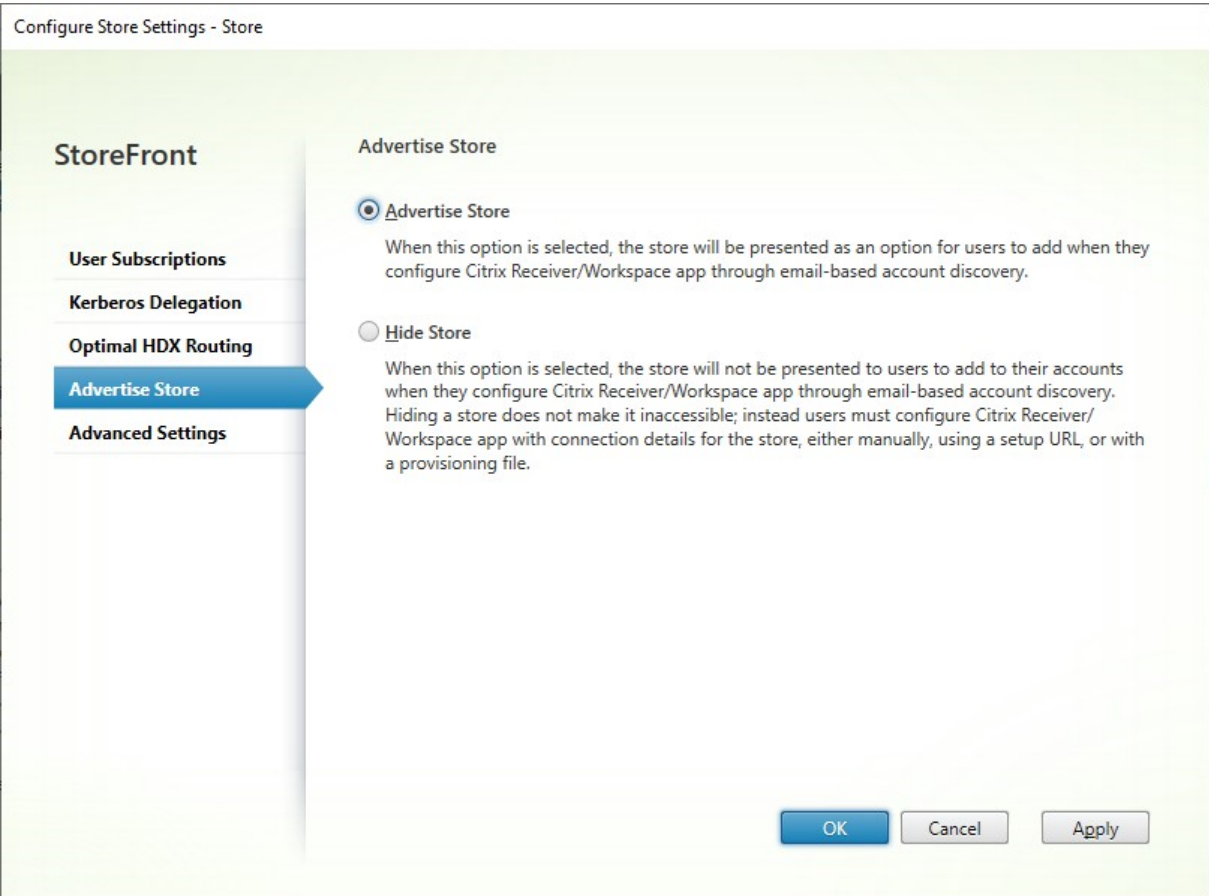 Configure Store Settings - Store
StoreFront
User Subscriptions
Kerberos Delegation
Optimal HDX Routing
Advertise Store
Advanced Settings
Advertise Store
Advertise Store
When this option is selected, the store will be presented as an option for users to add when they
configure Citrix Receiver/Workspace app through email-based account discovery.
Hide Store
When this option is selected, the store will not be presented to users to add to their accounts
when they configure Citrix Receiver/Workspace app through email-based account discovery.
Hiding a store does not make it inaccessible; instead users must configure Citrix Receiver/
Workspace app with connection details for the store, either manually, using a setup URL, or with
a provisioning file.
OK
Cancel
Apply